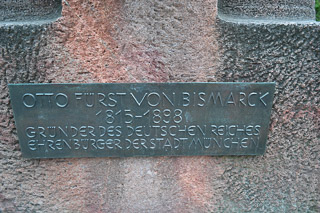 OTTO FÜRST VON BISMARCK
1815-1898
GRÜNDER DES DEUTSCHEN REICHES
EHRENBÜRGER DER STADT MÜNCHEN